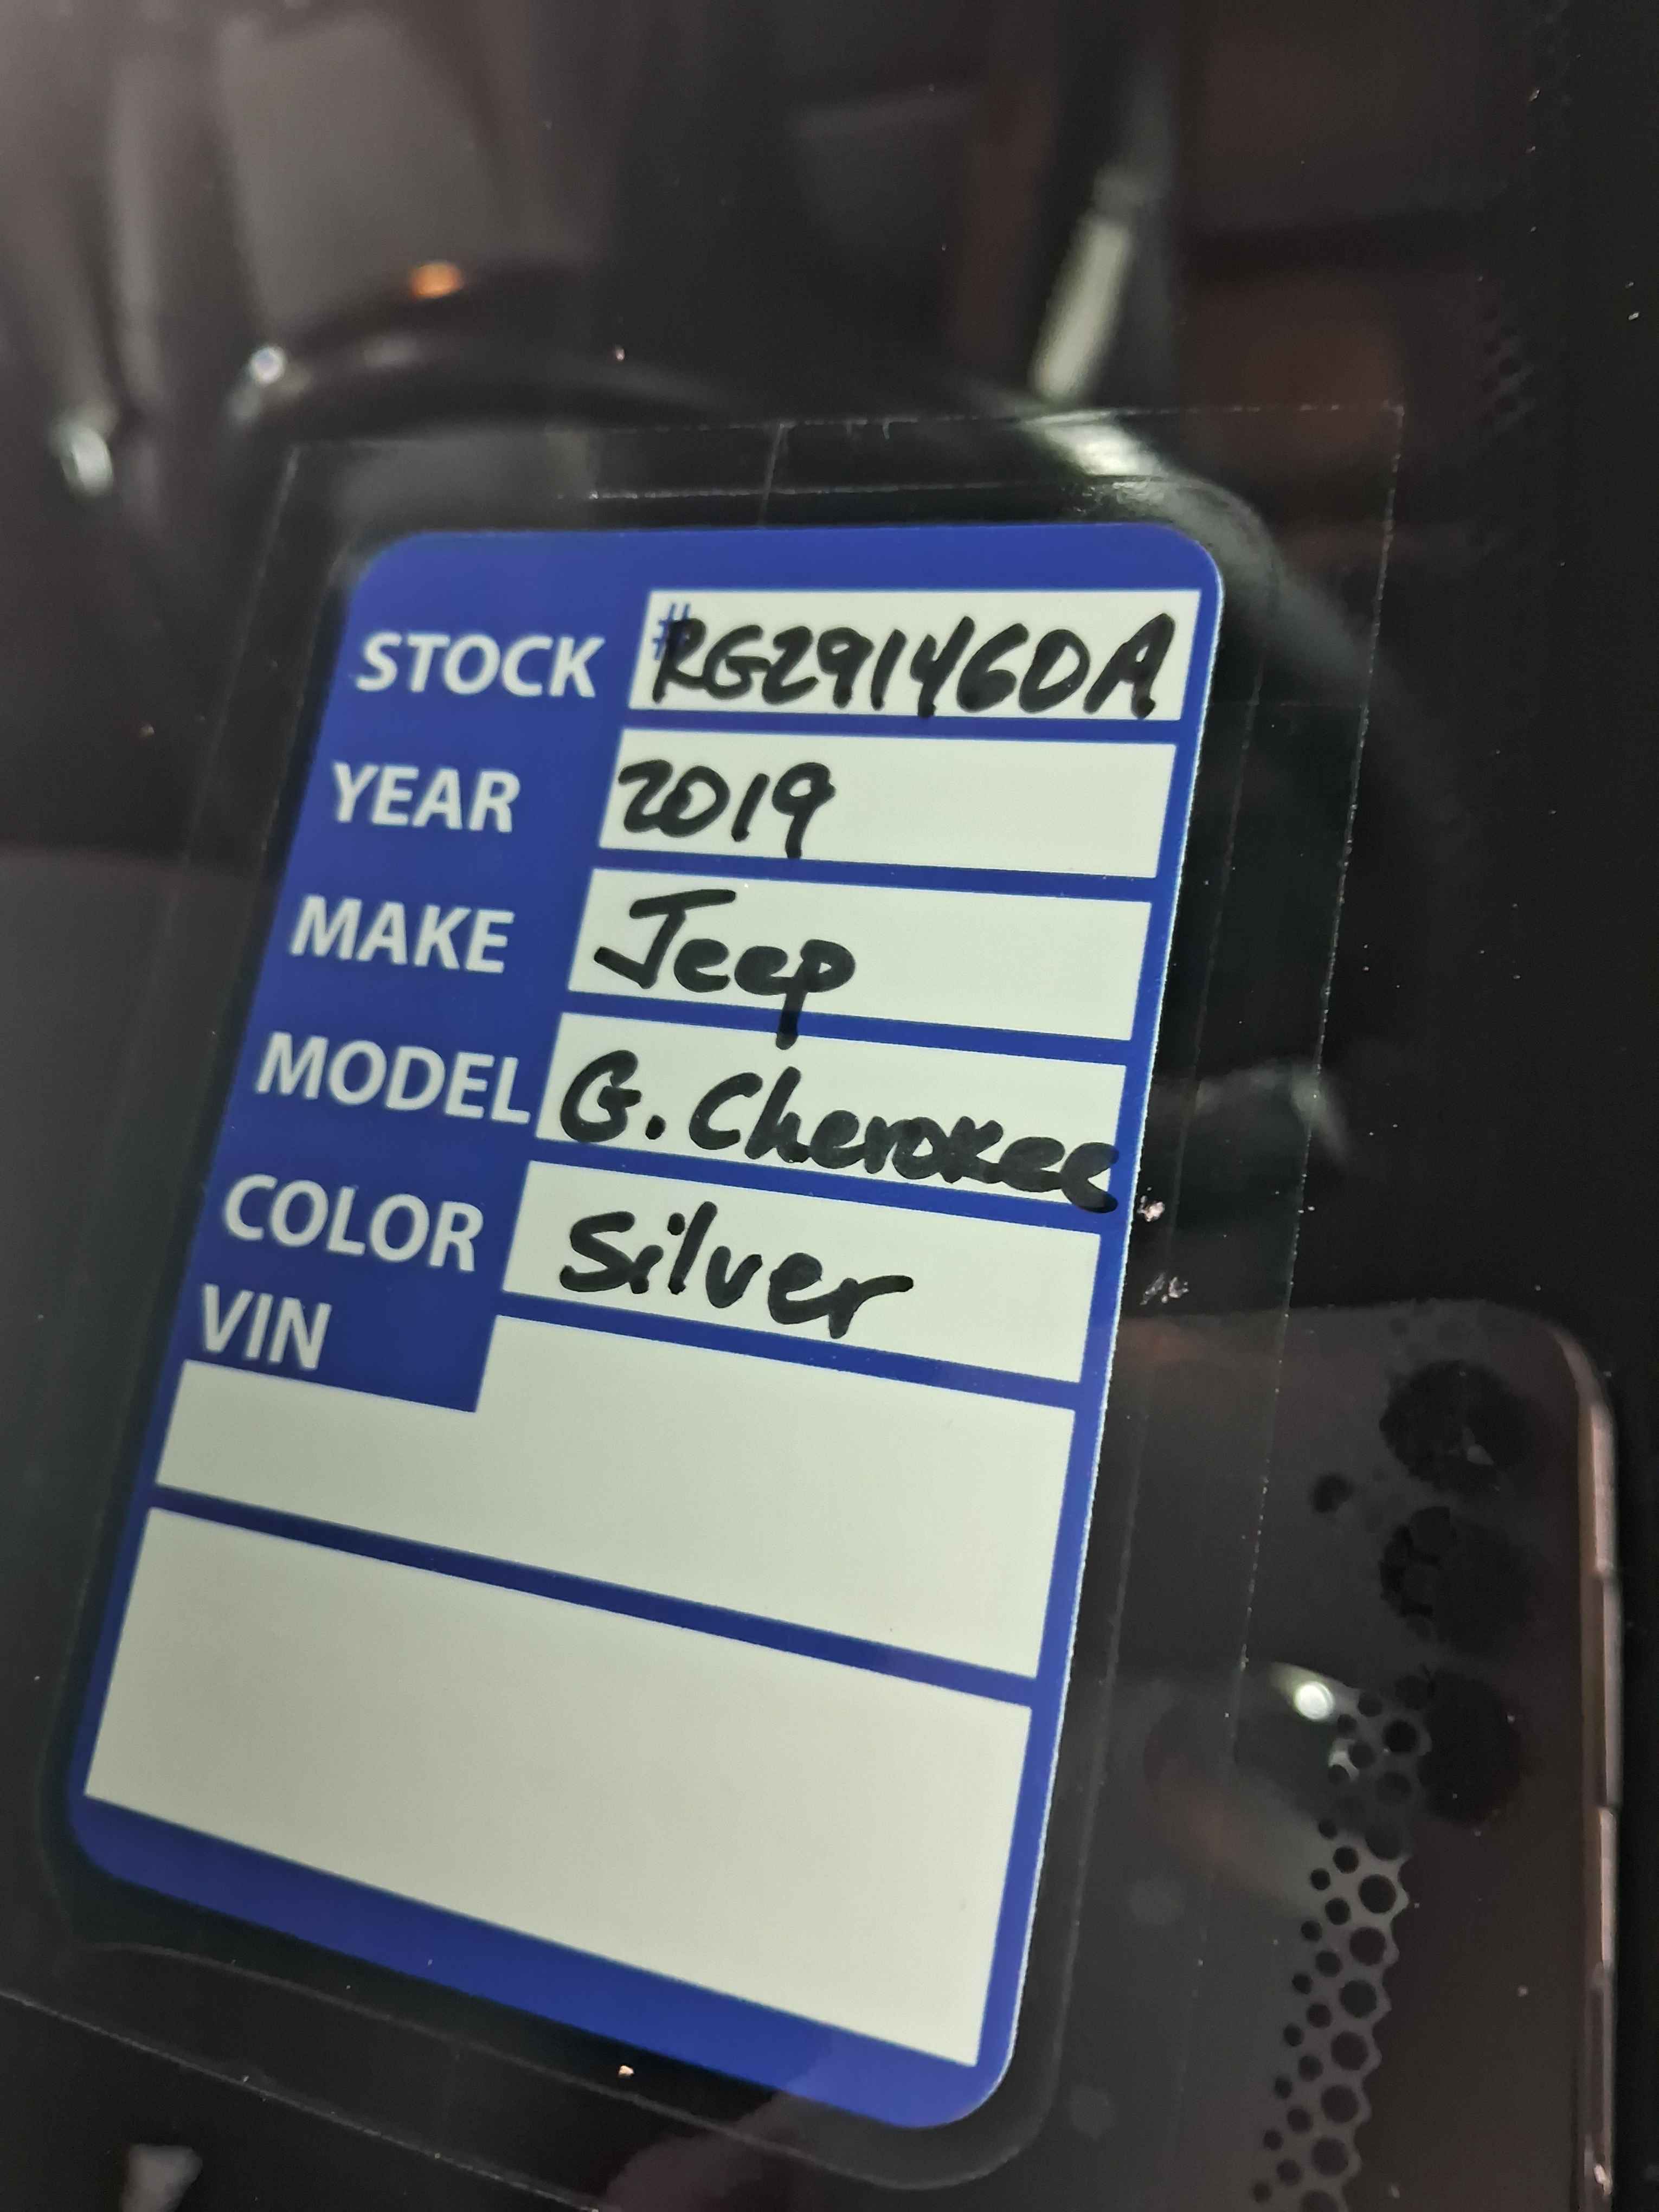 STOCK #RG291460A
YEAR 2019
MAKE Jeep
MODEL G. Cherokee
COLOR Silver
VIN